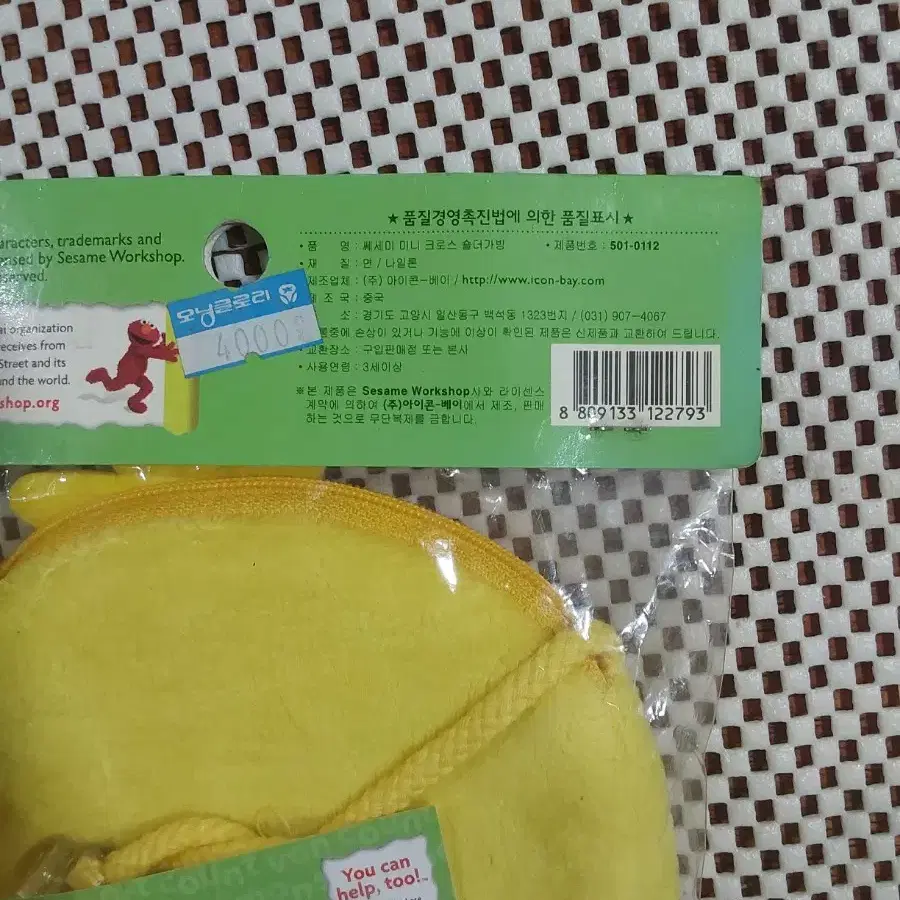 ★ 품질경영촉진법에 의한 품질표시 ★
• 품 명 : 쎄세미 미니 크로스 숄더가방 • 제품번호 : 501-0112
• 재 질 : 면 / 나일론
제조업체 : (주) 아이콘-베이 / http://www.icon-bay.com
제 조 국 : 중국
소 : 경기도 고양시 일산동구 백석동 1323번지 / (031) 907-4067
중에 손상이 있거나 기능에 이상이 확인된 제품은 신제품과 교환하여 드립니다.
교환장소 : 구입판매점 또는 본사
• 사용연령 : 3세이상
※본 제품은 Sesame Workshop사와 라이센스
계약에 의하여 (주)아이콘-베이에서 제조, 판매
하는 것으로 무단복제를 금합니다.
8 809133 122793
모닝글로리
4000
aracters, trademarks and
ensed by Sesame Workshop.
served.
organization
receives from
Street and its
nd the world.
shop.org
count
You can
help, too!™